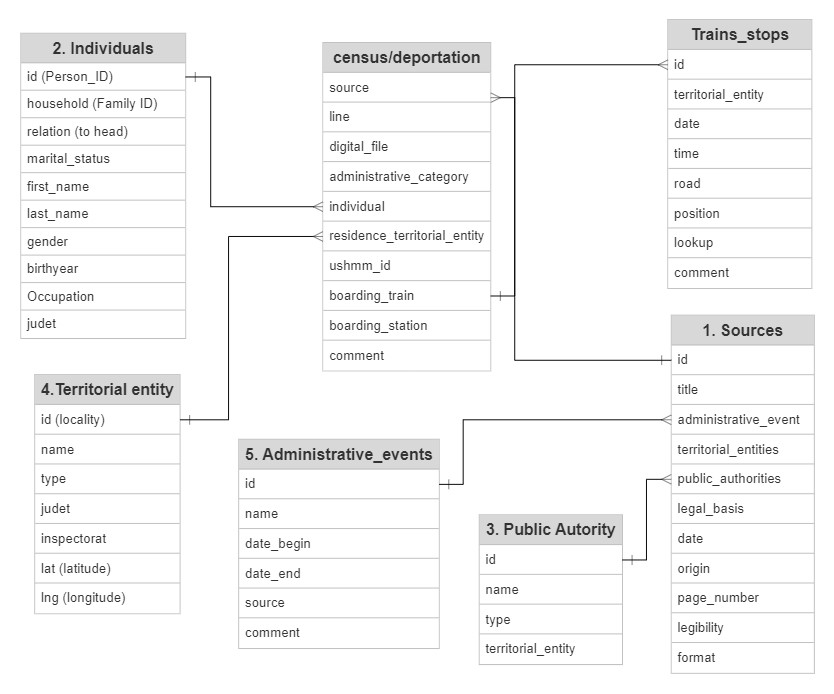 2. Individuals
id (Person_ID)
household (Family ID)
relation (to head)
marital_status
first_name
last_name
gender
birthyear
Occupation
judet
census/deportation
source
line
digital_file
administrative_category
individual
residence_territorial_entity
ushmm_id
boarding_train
boarding_station
comment
Trains_stops
id
territorial_entity
date
time
road
position
lookup
comment
4.Territorial entity
id (locality)
name
type
judet
inspectorat
lat (latitude)
lng (longitude)
5. Administrative_events
id
name
date_begin
date_end
source
comment
3. Public Autority
id
name
type
territorial_entity
1. Sources
id
title
administrative_event
territorial_entities
public_authorities
legal_basis
date
origin
page_number
legibility
format